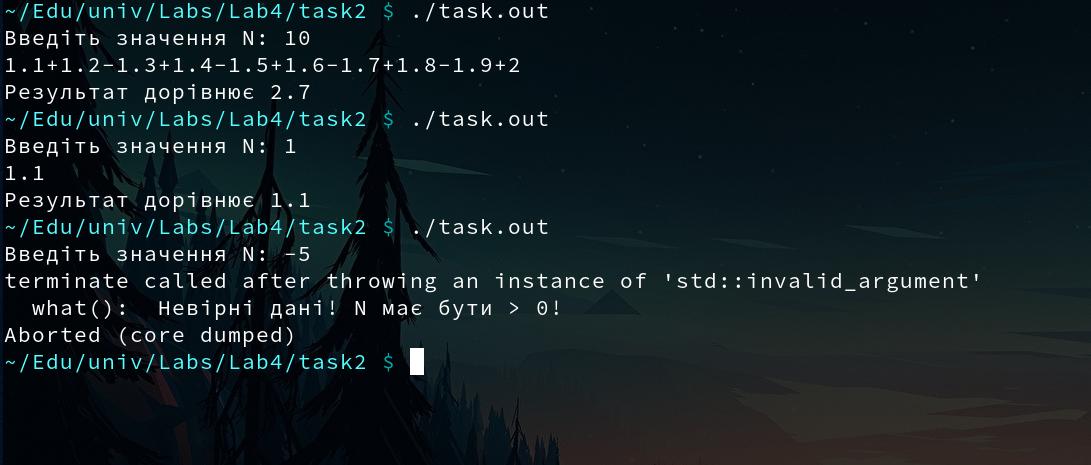 ~/Edu/univ/Labs/Lab4/task2 $ ./task.out
Введіть значення N: 10
1.1+1.2-1.3+1.4-1.5+1.6-1.7+1.8-1.9+2
Результат дорівнює 2.7
~/Edu/univ/Labs/Lab4/task2 $ ./task.out
Введіть значення N: 1
1.1
Результат дорівнює 1.1
~/Edu/univ/Labs/Lab4/task2 $ ./task.out
Введіть значення N: -5
terminate called after throwing an instance of 'std::invalid_argument'
  what():  Невірні дані! N має бути > 0!
Aborted (core dumped)
~/Edu/univ/Labs/Lab4/task2 $